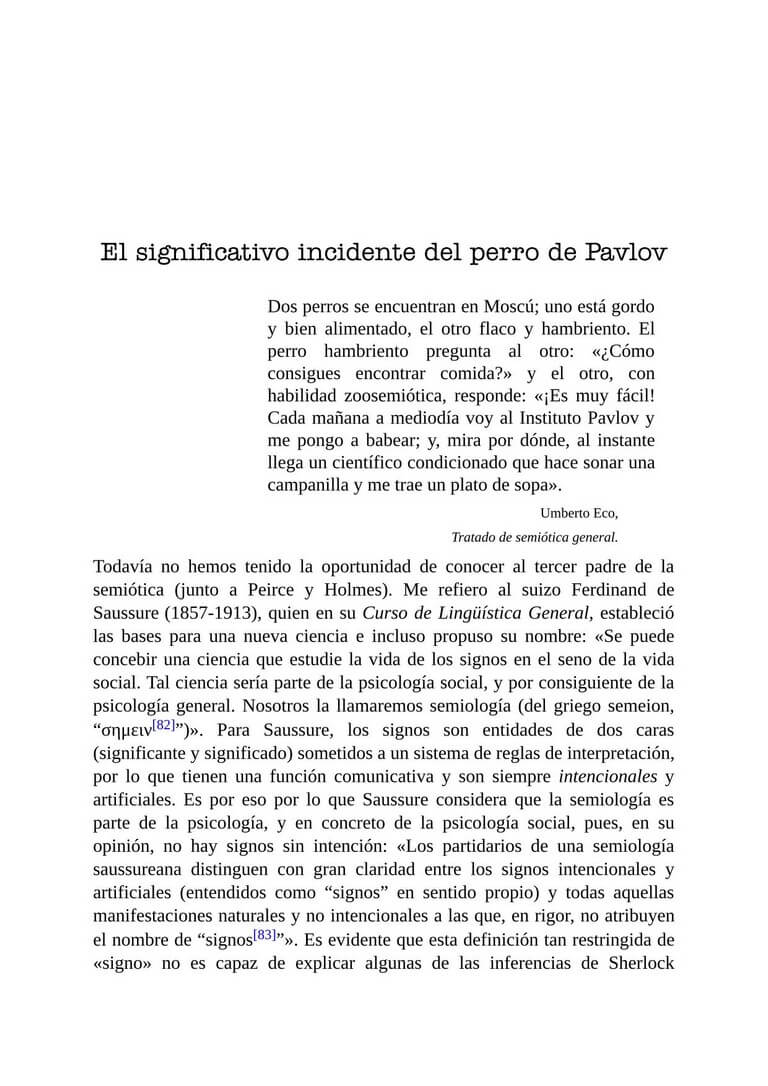 El significativo incidente del perro de Pavlov
Dos perros se encuentran en Moscú; uno está gordo
y bien alimentado, el otro flaco y hambriento. El
perro hambriento pregunta al otro: «¿Cómo
consigues encontrar comida?» y el otro, con
habilidad zoosemiótica, responde: «¡Es muy fácil!
Cada mañana a mediodía voy al Instituto Pavlov y
me pongo a babear; y, mira por dónde, al instante
llega un científico condicionado que hace sonar una
campanilla y me trae un plato de sopa».
Umberto Eco,
Tratado de semiótica general.
Todavía no hemos tenido la oportunidad de conocer al tercer padre de la
semiótica (junto a Peirce y Holmes). Me refiero al suizo Ferdinand de
Saussure (1857-1913), quien en su Curso de Lingüística General, estableció
las bases para una nueva ciencia e incluso propuso su nombre: «Se puede
concebir una ciencia que estudie la vida de los signos en el seno de la vida
social. Tal ciencia sería parte de la psicología social, y por consiguiente de la
psicología general. Nosotros la llamaremos semiología (del griego semeion,
“σημειν[82]”)». Para Saussure, los signos son entidades de dos caras
(significante y significado) sometidos a un sistema de reglas de interpretación,
por lo que tienen una función comunicativa y son siempre intencionales y
artificiales. Es por eso por lo que Saussure considera que la semiología es
parte de la psicología, y en concreto de la psicología social, pues, en su
opinión, no hay signos sin intención: «Los partidarios de una semiología
saussureana distinguen con gran claridad entre los signos intencionales y
artificiales (entendidos como “signos” en sentido propio) y todas aquellas
manifestaciones naturales y no intencionales a las que, en rigor, no atribuyen
el nombre de “signos[83]”». Es evidente que esta definición tan restringida de
«signo» no es capaz de explicar algunas de las inferencias de Sherlock